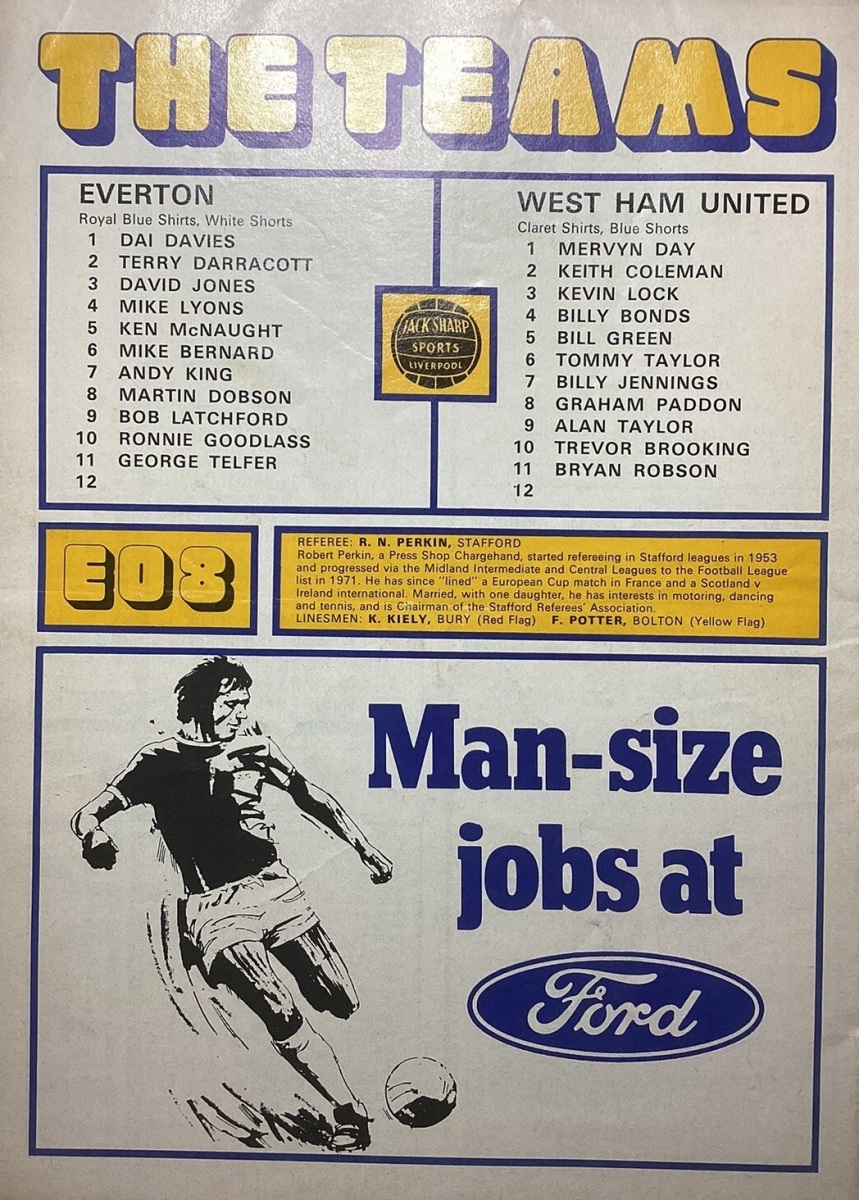 THE TEAMS
EVERTON
Royal Blue Shirts, White Shorts
1 DAI DAVIES
2 TERRY DARRACOTT
3 DAVID JONES
4 MIKE LYONS
5 KEN McNAUGHT
6 MIKE BERNARD
7 ANDY KING
8 MARTIN DOBSON
9 BOB LATCHFORD
10 RONNIE GOODLASS
11 GEORGE TELFER
12
JACK SHARP
SPORTS
LIVERPOOL
WEST HAM UNITED
Claret Shirts, Blue Shorts
1 MERVYN DAY
2 KEITH COLEMAN
3 KEVIN LOCK
4 BILLY BONDS
5 BILL GREEN
6 TOMMY TAYLOR
7 BILLY JENNINGS
8 GRAHAM PADDON
9 ALAN TAYLOR
10 TREVOR BROOKING
11 BRYAN ROBSON
12
E08
REFEREE: R. N. PERKIN, STAFFORD
Robert Perkin, a Press Shop Chargehand, started refereeing in Stafford leagues in 1953
and progressed via the Midland Intermediate and Central Leagues to the Football League
list in 1971. He has since "lined" a European Cup match in France and a Scotland v
Ireland international. Married, with one daughter, he has interests in motoring, dancing
and tennis, and is Chairman of the Stafford Referees' Association.
LINESMEN: K. KIELY, BURY (Red Flag) F. POTTER, BOLTON (Yellow Flag)
Man-size
jobs at
Ford